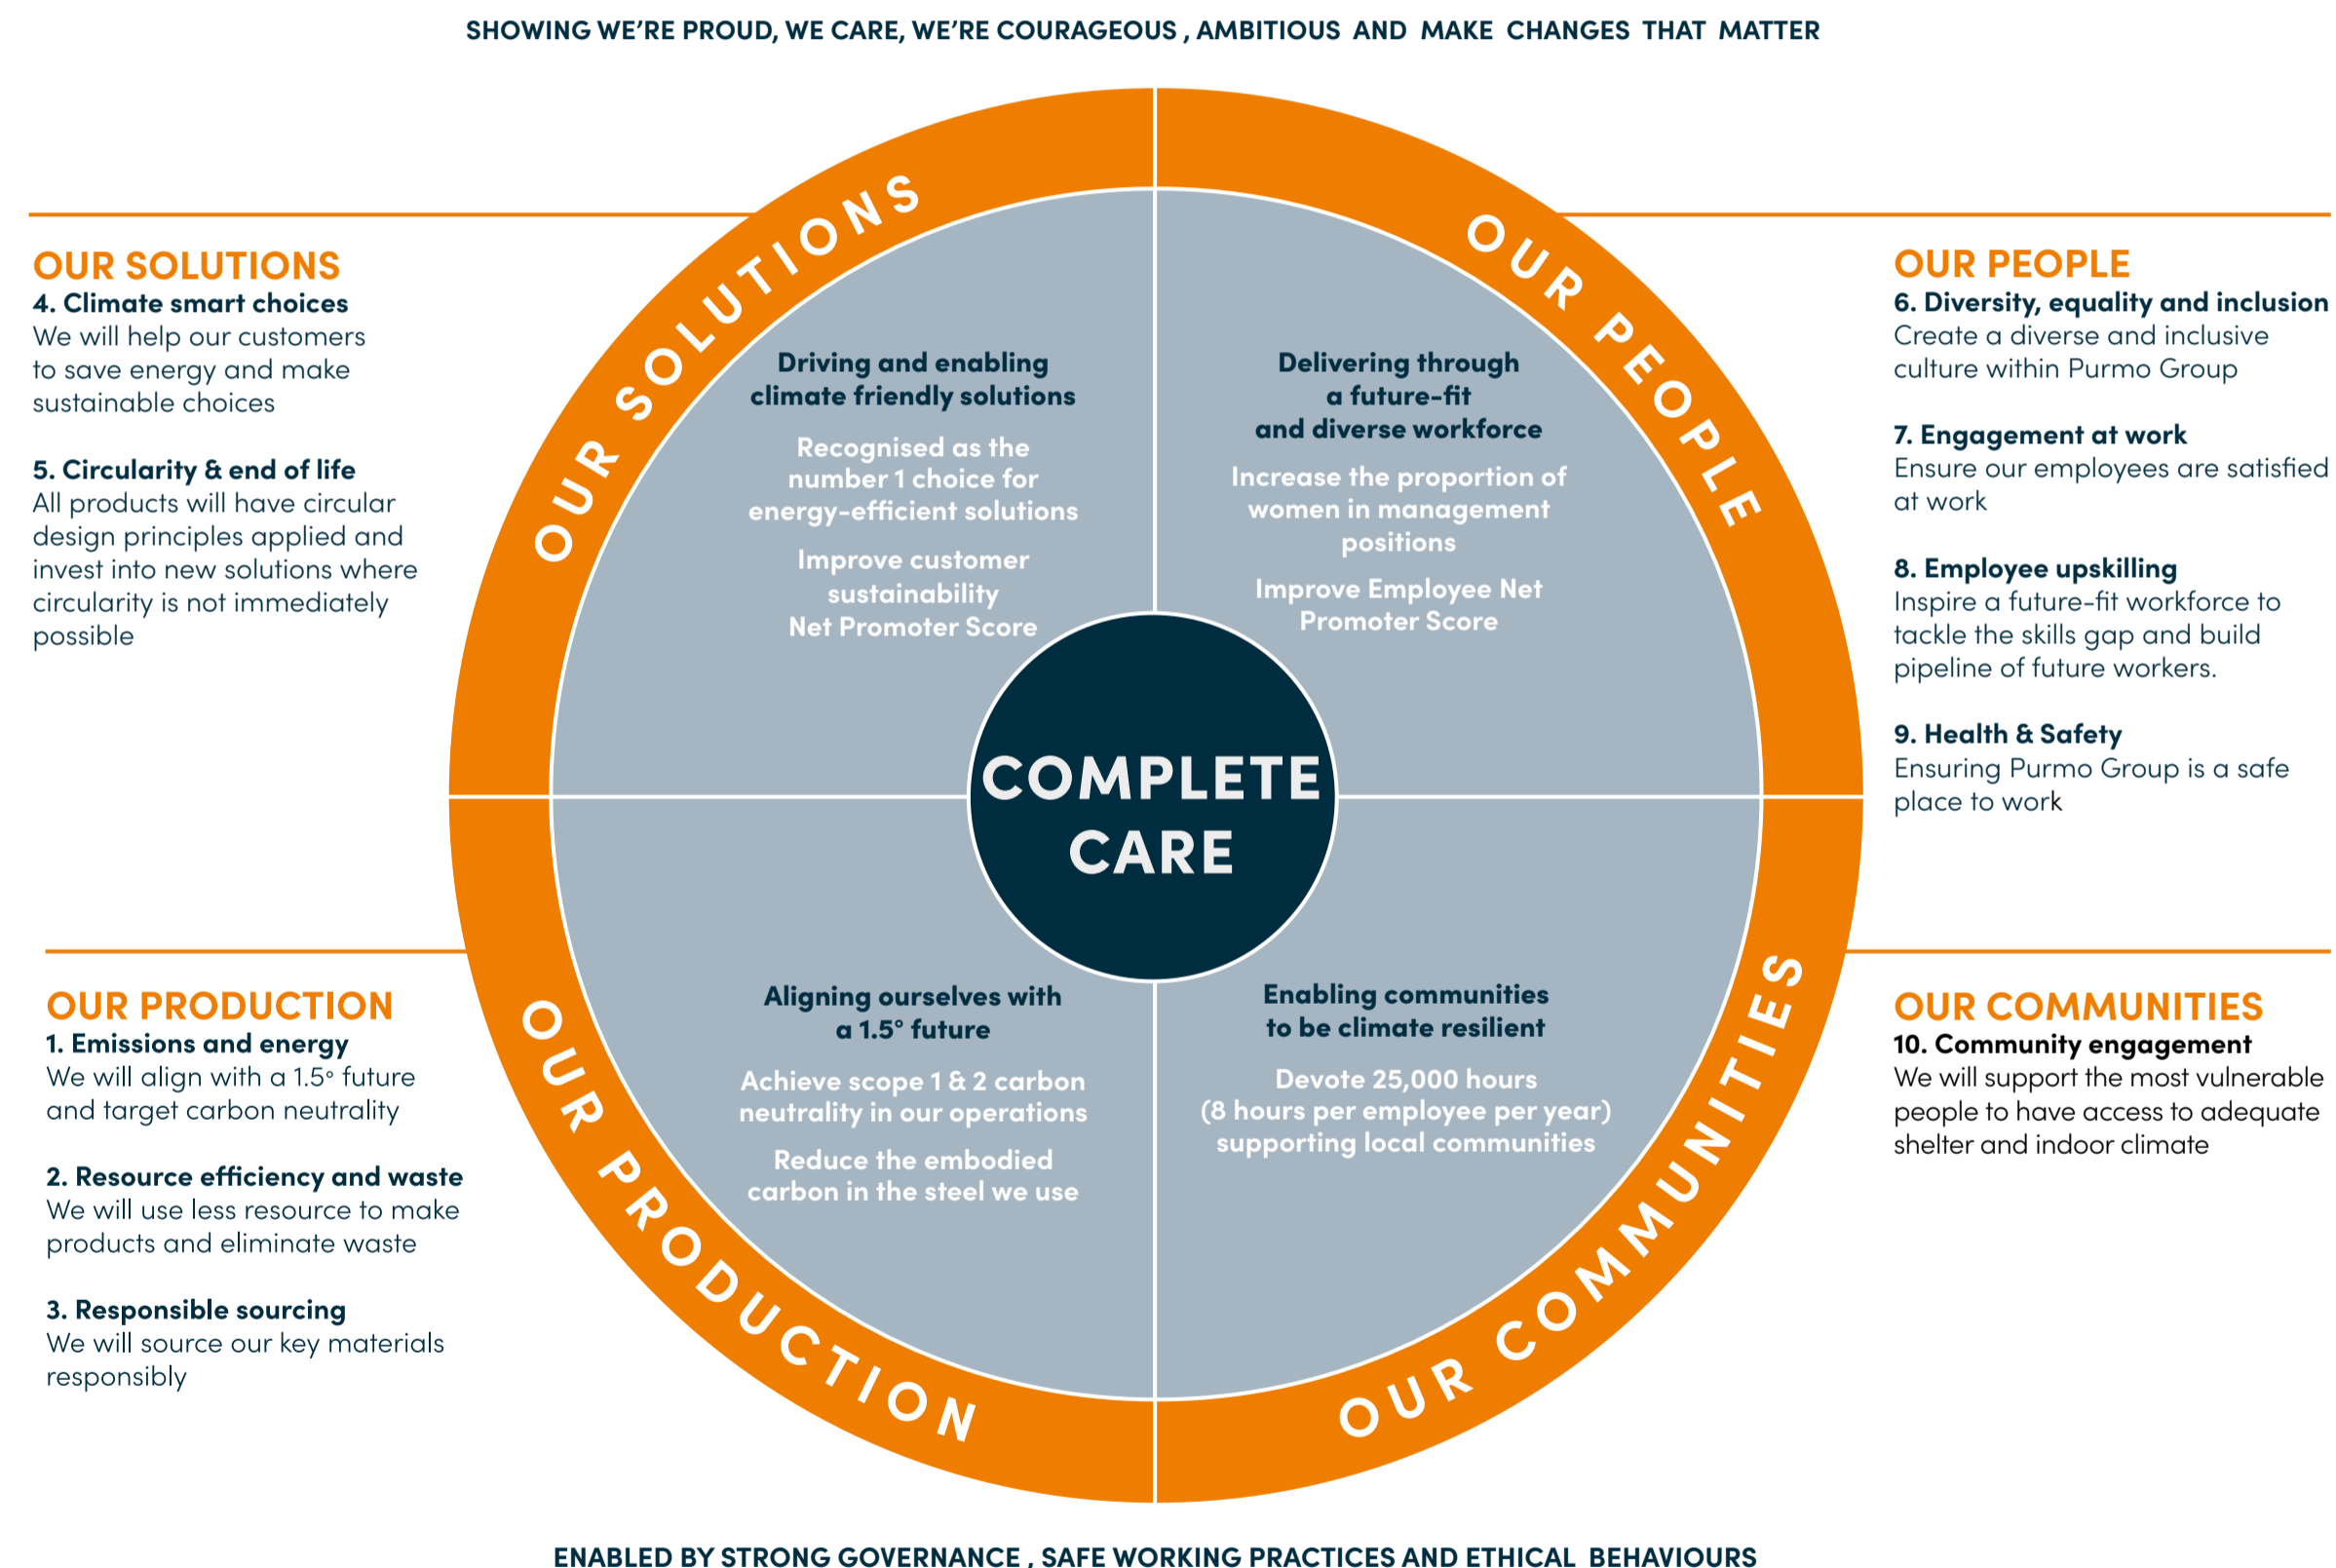 SHOWING WE'RE PROUD, WE CARE, WE'RE COURAGEOUS , AMBITIOUS AND MAKE CHANGES THAT MATTER
OUR SOLUTIONS
4. Climate smart choices
We will help our customers
to save energy and make
sustainable choices
5. Circularity & end of life
All products will have circular
design principles applied and
invest into new solutions where
circularity is not immediately
possible
OUR SOLUTIONS
Driving and enabling
climate friendly solutions
Recognised as the
number 1 choice for
energy-efficient solutions
Improve customer
sustainability
Net Promoter Score
OUR PEOPLE
Delivering through
a future-fit
and diverse workforce
Increase the proportion of
women in management
positions
Improve Employee Net
Promoter Score
OUR PEOPLE
6. Diversity, equality and inclusion
Create a diverse and inclusive
culture within Purmo Group
7. Engagement at work
Ensure our employees are satisfied
at work
8. Employee upskilling
Inspire a future-fit workforce to
tackle the skills gap and build
pipeline of future workers.
9. Health & Safety
Ensuring Purmo Group is a safe
place to work
COMPLETE
CARE
OUR PRODUCTION
1. Emissions and energy
We will align with a 1.5° future
and target carbon neutrality
2. Resource efficiency and waste
We will use less resource to make
products and eliminate waste
3. Responsible sourcing
We will source our key materials
responsibly
OUR PRODUCTION
Aligning ourselves with
a 1.5° future
Achieve scope 1 & 2 carbon
neutrality in our operations
Reduce the embodied
carbon in the steel we use
OUR COMMUNITIES
Enabling communities
to be climate resilient
Devote 25,000 hours
(8 hours per employee per year)
supporting local communities
OUR COMMUNITIES
10. Community engagement
We will support the most vulnerable
people to have access to adequate
shelter and indoor climate
ENABLED BY STRONG GOVERNANCE , SAFE WORKING PRACTICES AND ETHICAL BEHAVIOURS